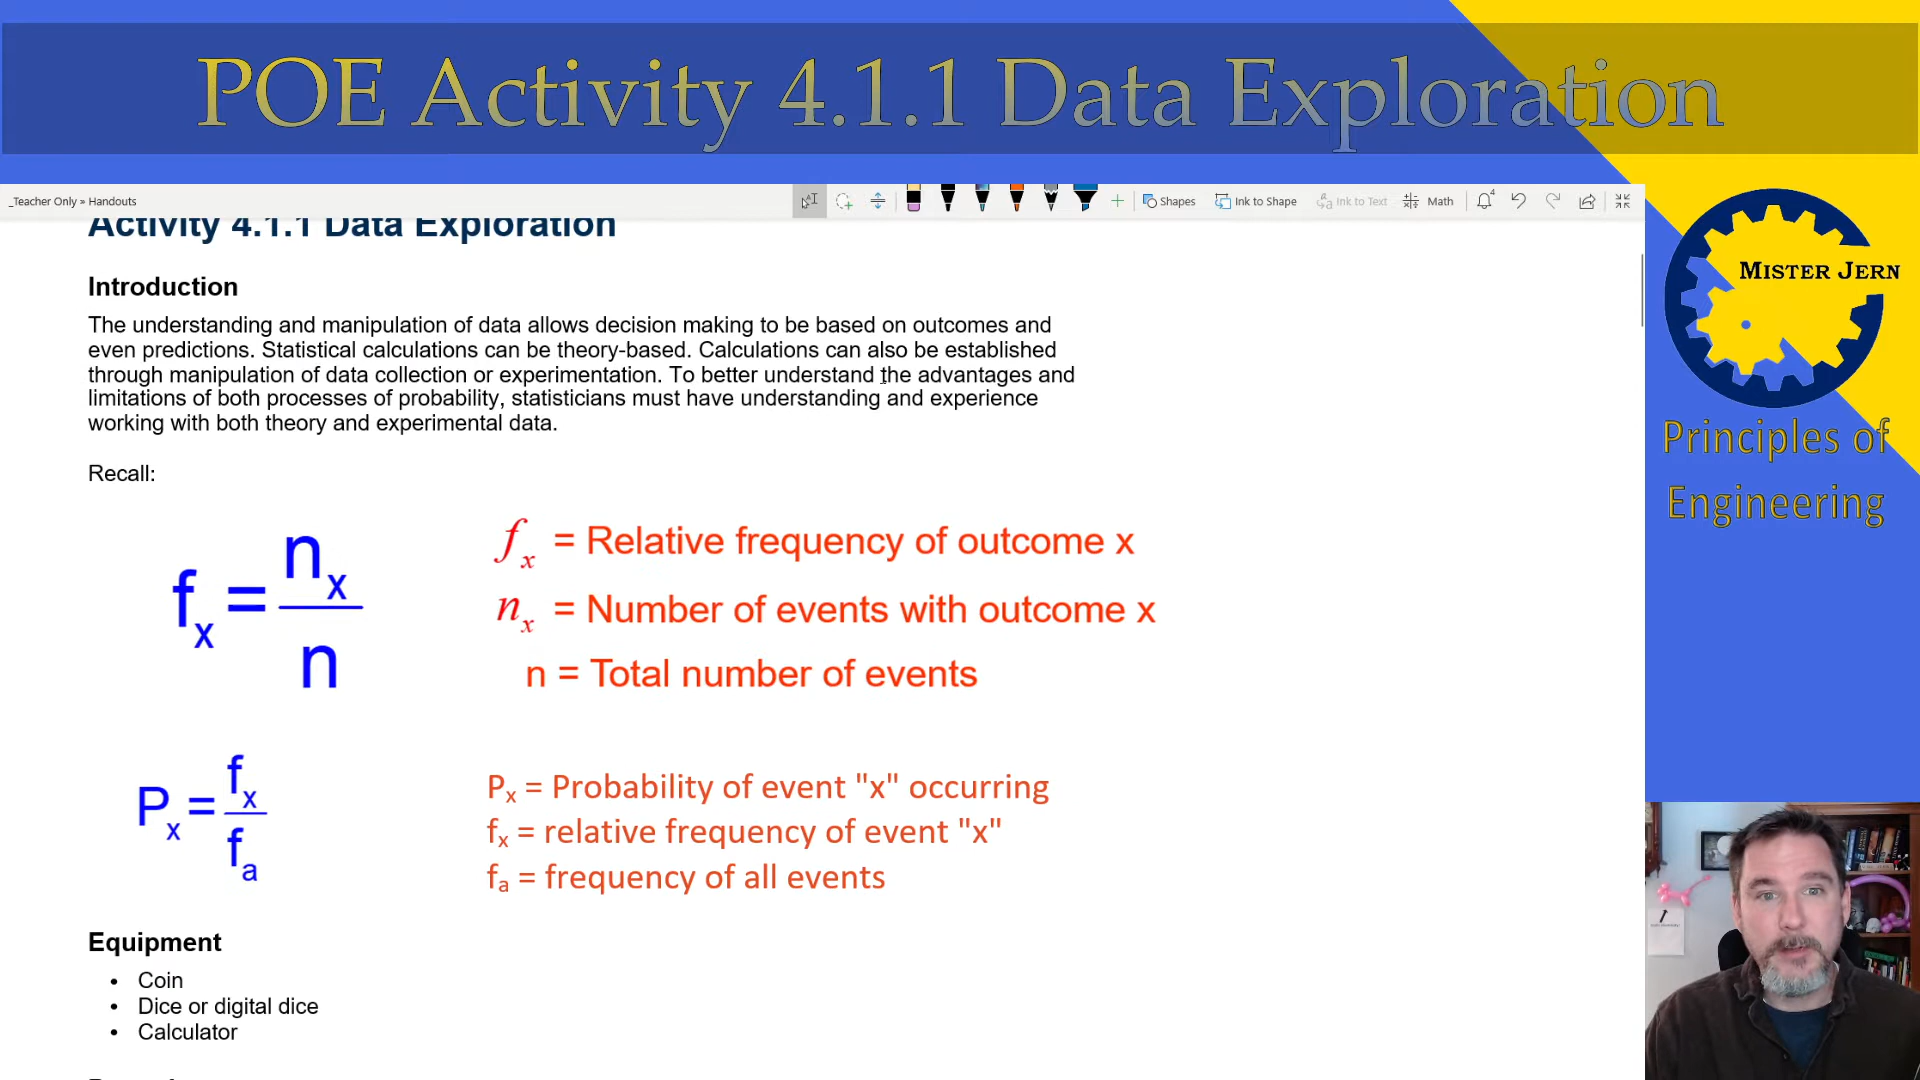 POE Activity 4.1.1 Data Exploration
_Teacher Only » Handouts
Shapes
Ink to Shape
Ink to Text
Math
4
Activity 4.1.1 Data Exploration
MISTER JERN
Principles of
Engineering
Introduction
The understanding and manipulation of data allows decision making to be based on outcomes and
even predictions. Statistical calculations can be theory-based. Calculations can also be established
through manipulation of data collection or experimentation. To better understand the advantages and
limitations of both processes of probability, statisticians must have understanding and experience
working with both theory and experimental data.
Recall:
fx = nx / n
fx = Relative frequency of outcome x
nx = Number of events with outcome x
n = Total number of events
Px = fx / fa
Px = Probability of event "x" occurring
fx = relative frequency of event "x"
fa = frequency of all events
Equipment
• Coin
• Dice or digital dice
• Calculator